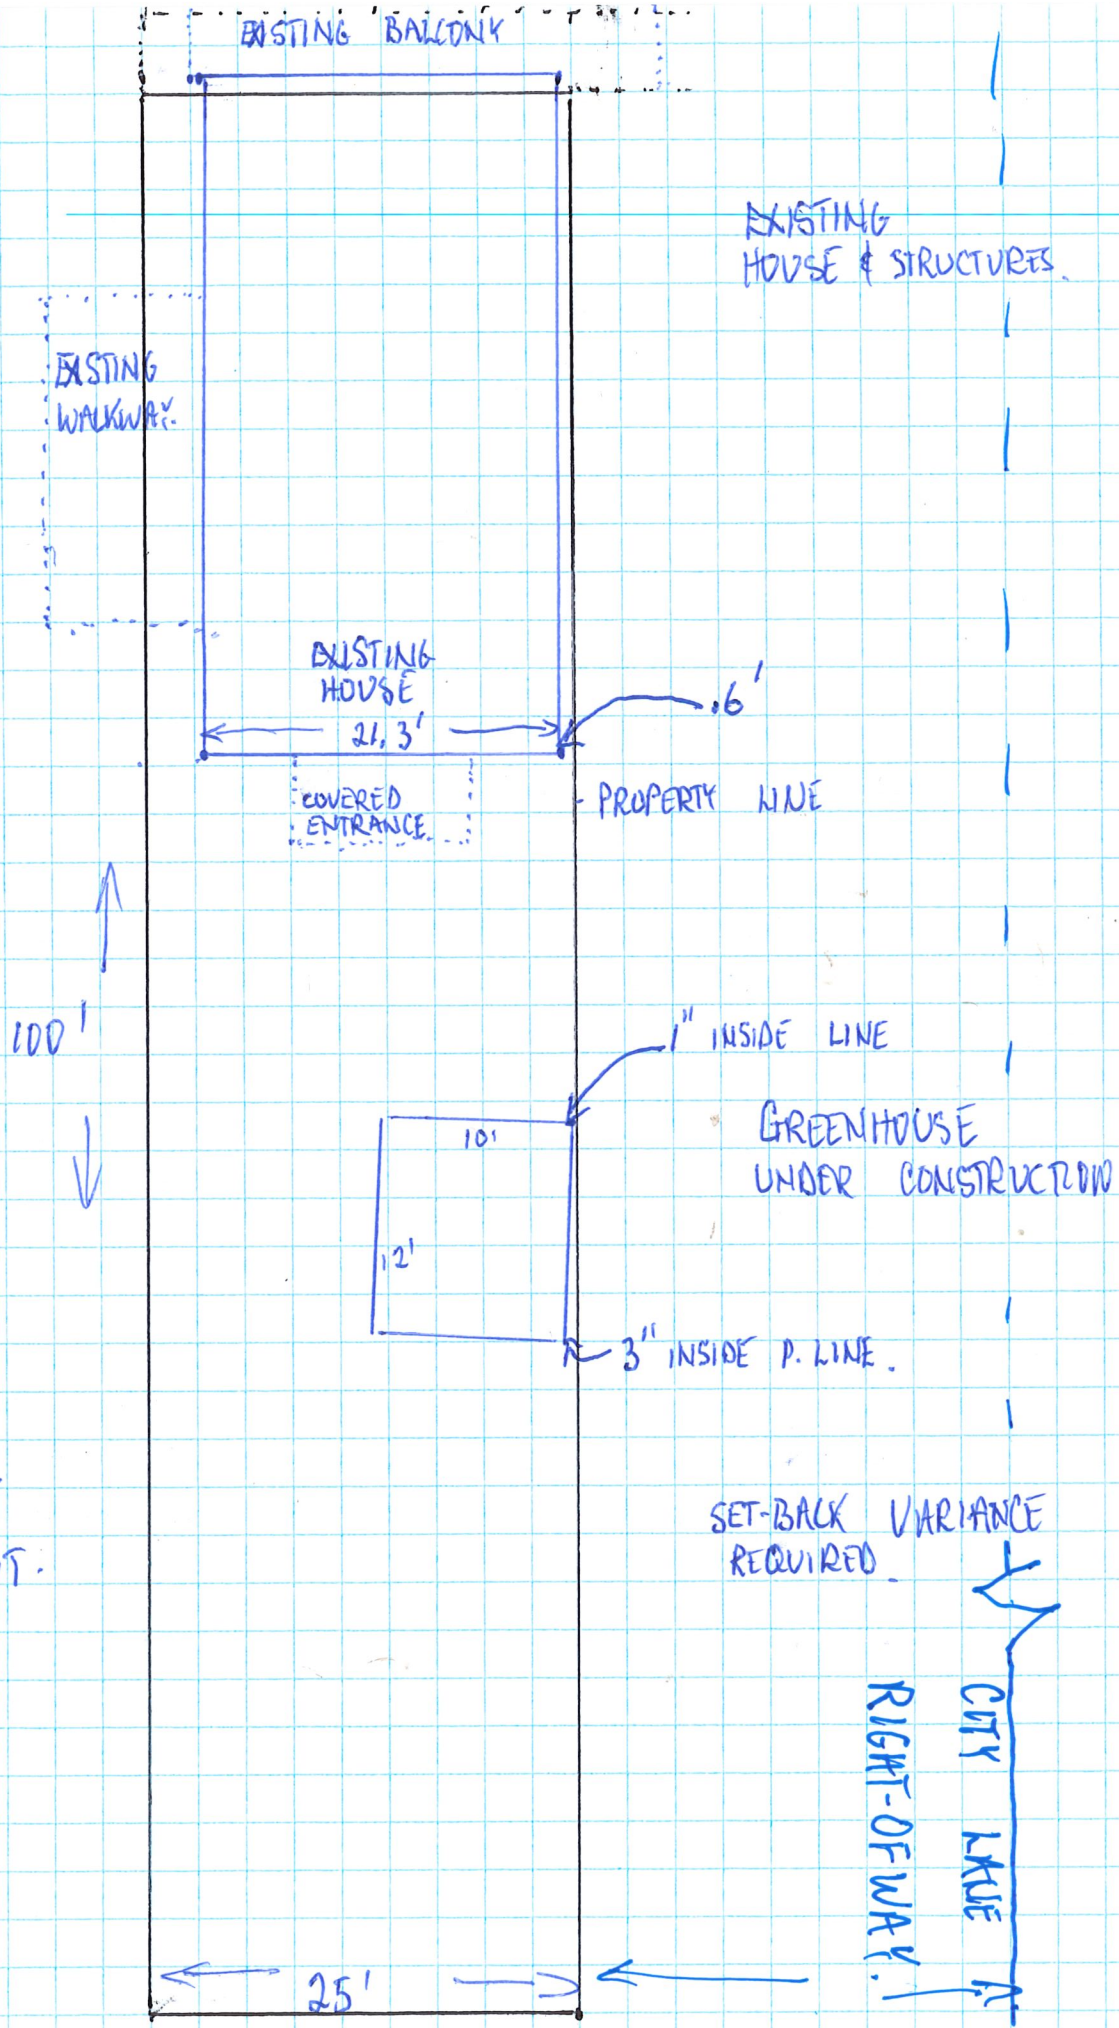 EXISTING BALCONY
EXISTING
HOUSE & STRUCTURES.
EXISTING
WALKWAY.
EXISTING
HOUSE
21.3'
.6'
COVERED
ENTRANCE
PROPERTY LINE
100'
1" INSIDE LINE
10'
GREENHOUSE
UNDER CONSTRUCTION
12'
3" INSIDE P. LINE.
SET-BACK VARIANCE
REQUIRED.
T.
CITY LANE
RIGHT-OF WAY.
25'